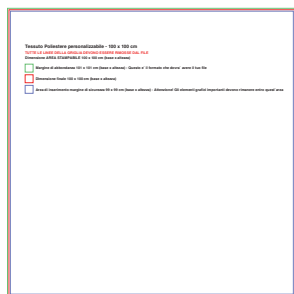 Tessuto Poliestere personalizzabile - 100 x 100 cm
TUTTE LE LINEE DELLA GRIGLIA DEVONO ESSERE RIMOSSE DAL FILE
Dimensione AREA STAMPABILE 100 x 100 cm (base x altezza)
Margine di abbondanza 101 x 101 cm (base x altezza) - Questo e' il formato che dovra' avere il tuo file
Dimensione finale 100 x 100 cm (base x altezza)
Area di inserimento margine di sicurezza 99 x 99 cm (base x altezza) - Attenzione! Gli elementi grafici importanti devono rimanere entro quest'area